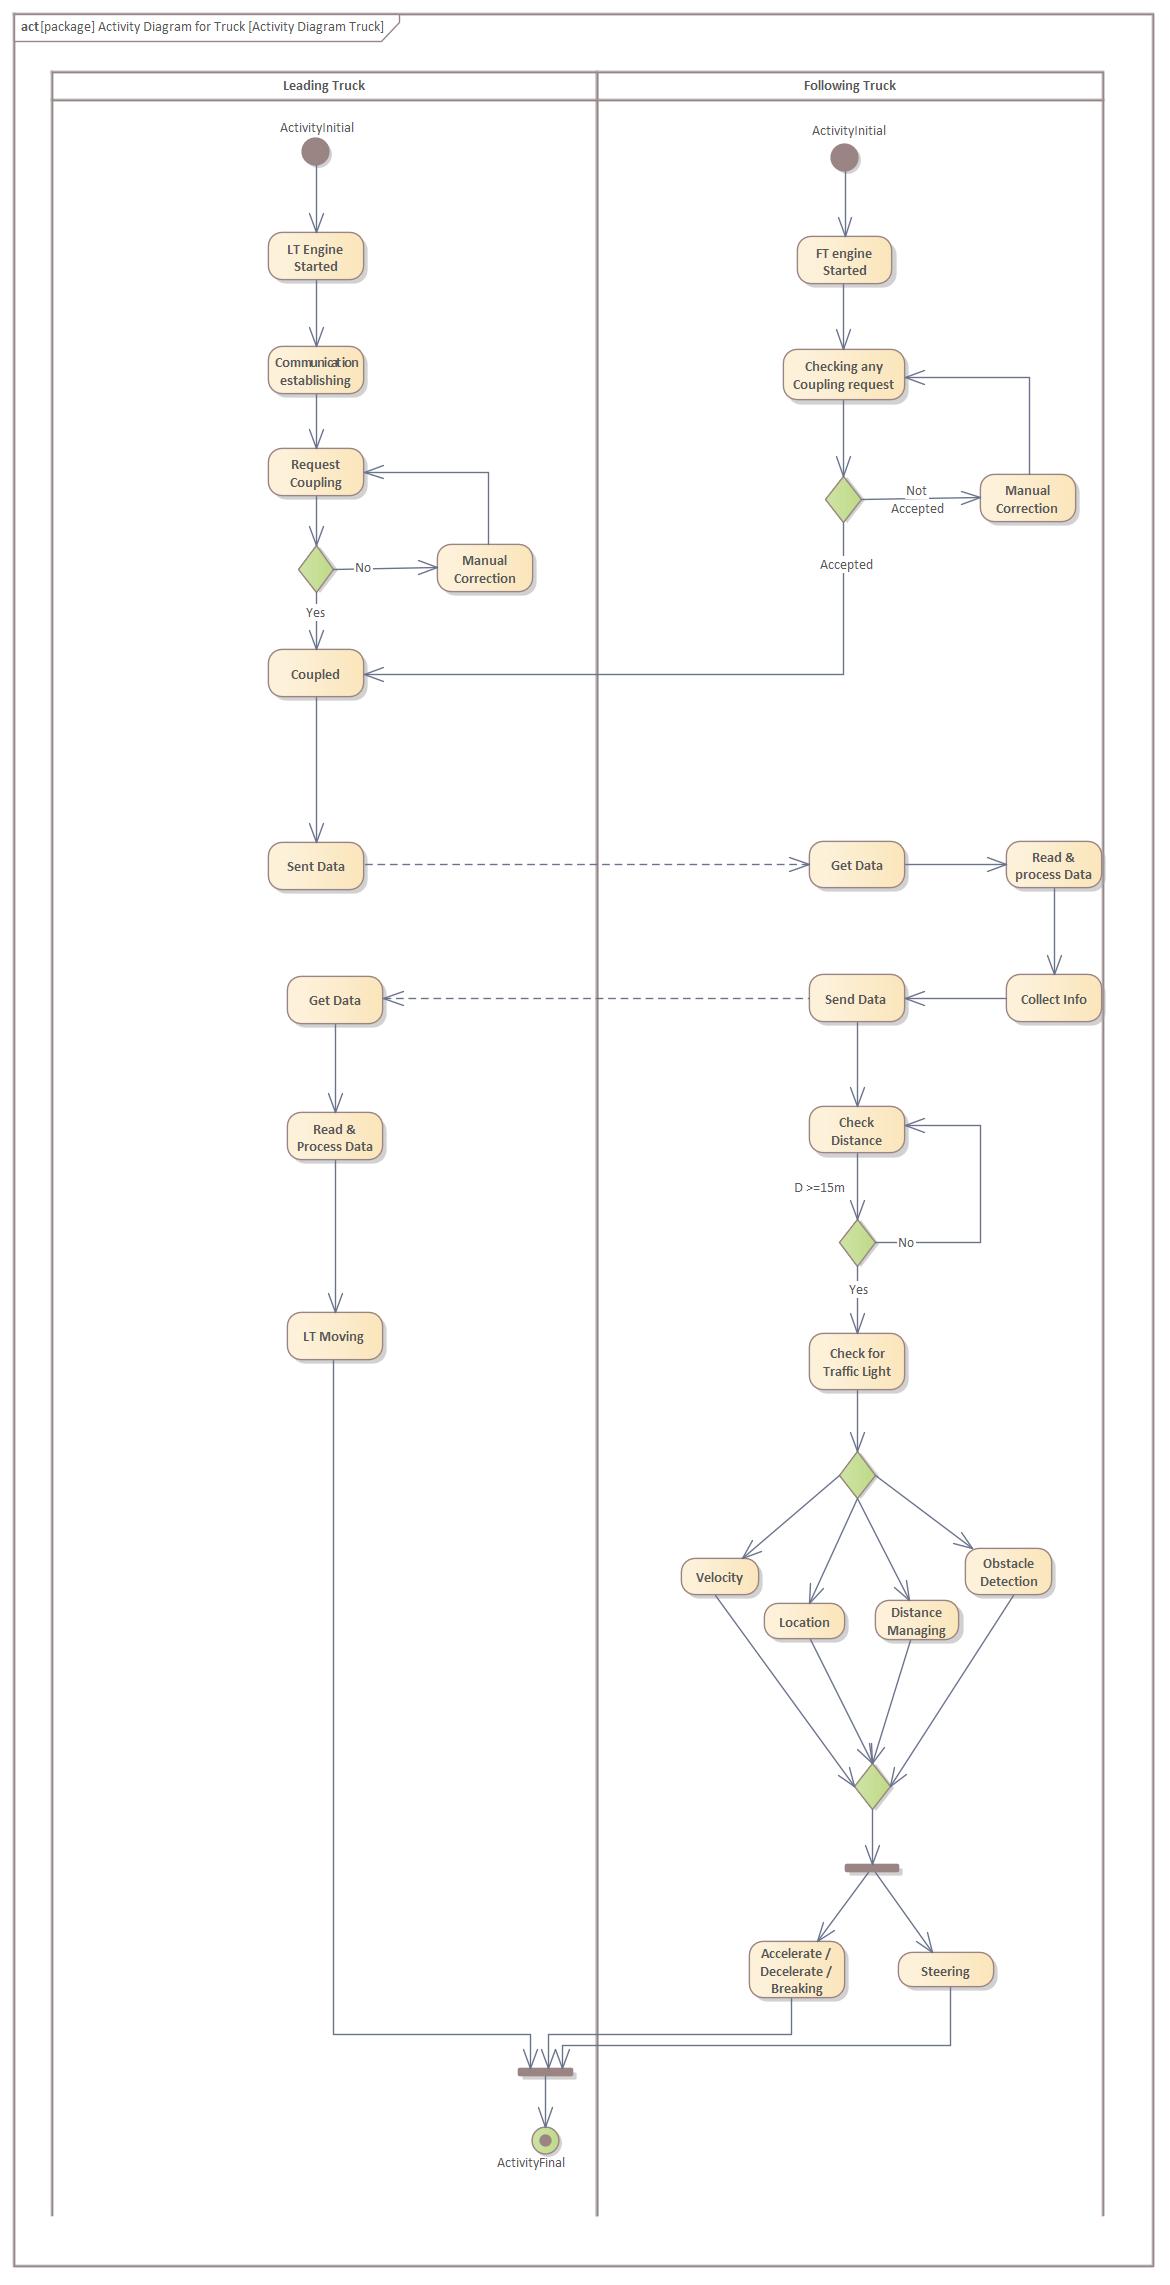 act [package] Activity Diagram for Truck [Activity Diagram Truck]
Leading Truck
Following Truck
ActivityInitial
ActivityInitial
LT Engine
Started
FT engine
Started
Communication
establishing
Checking any
Coupling request
Request
Coupling
Not
Accepted
Manual
Correction
No
Manual
Correction
Accepted
Yes
Coupled
Sent Data
Get Data
Read &
process Data
Get Data
Send Data
Collect Info
Read &
Process Data
Check
Distance
D >=15m
No
Yes
LT Moving
Check for
Traffic Light
Velocity
Location
Distance
Managing
Obstacle
Detection
Accelerate /
Decelerate /
Breaking
Steering
ActivityFinal